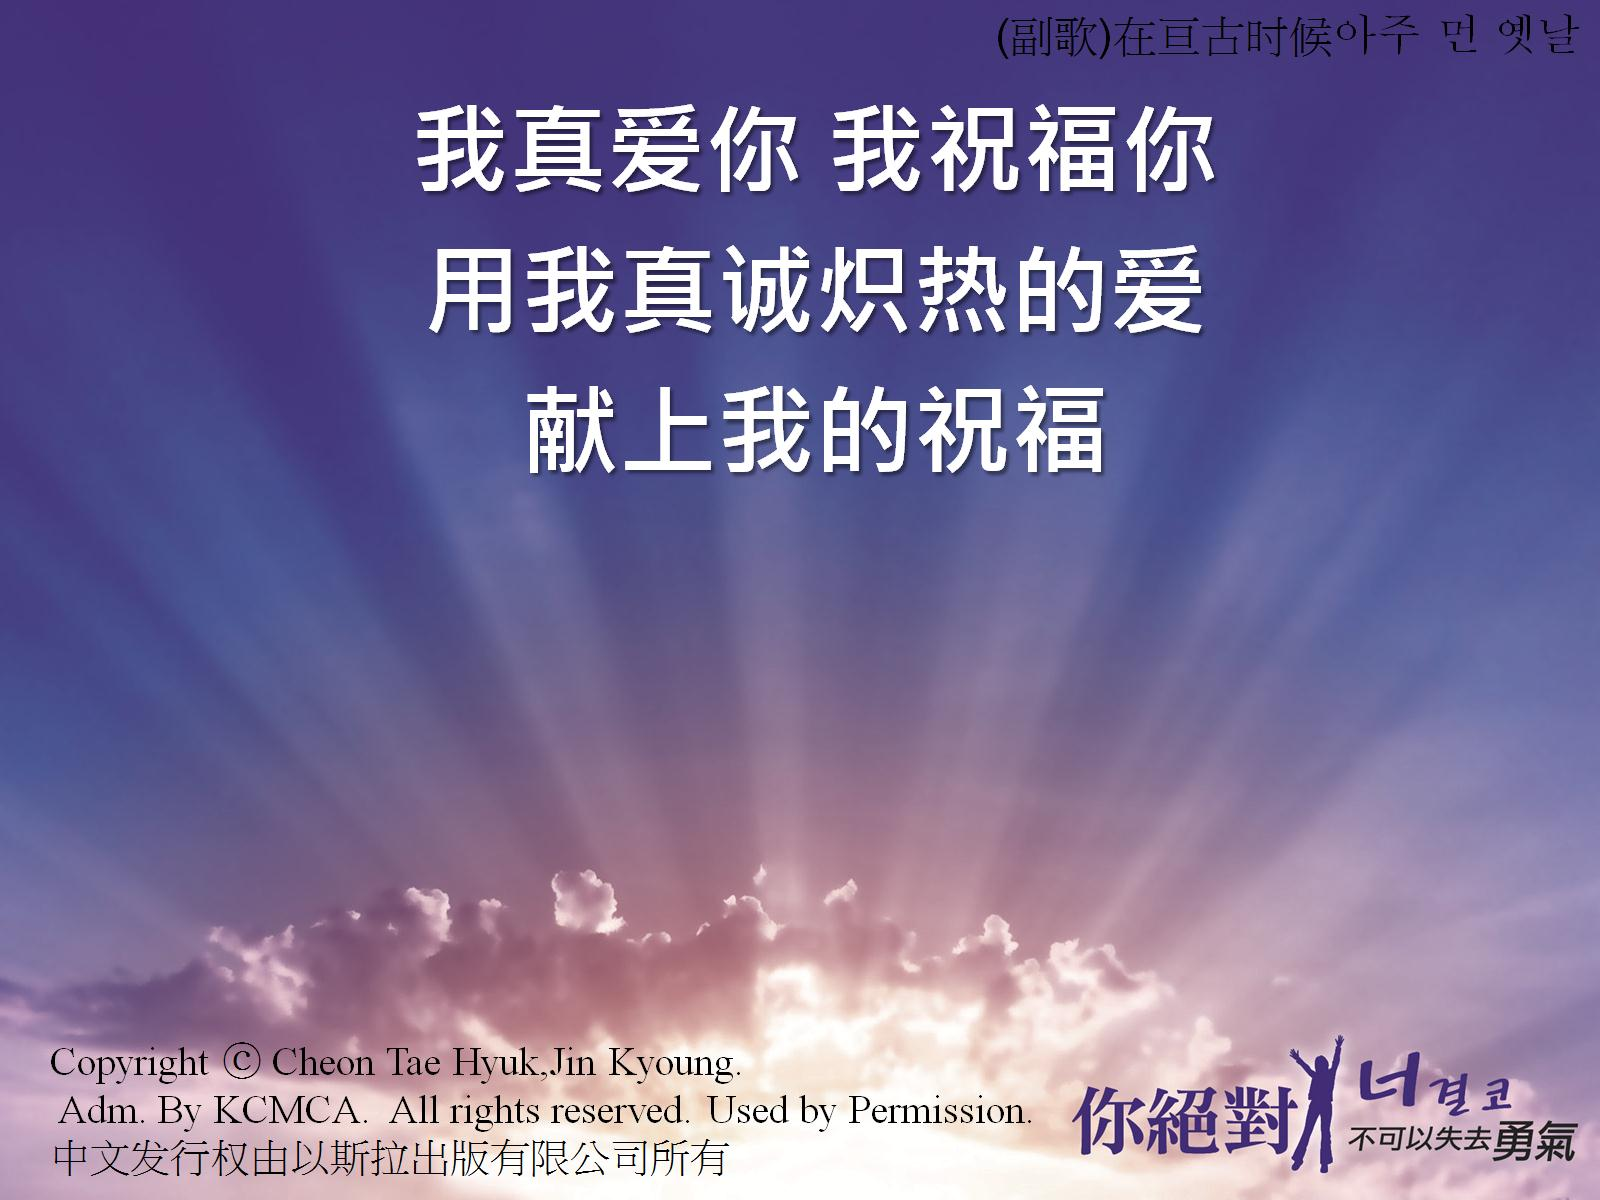 (副歌)在亘古时候아주 먼 옛날
我真爱你 我祝福你
用我真诚炽热的爱
献上我的祝福
Copyright ⓒ Cheon Tae Hyuk,Jin Kyoung.
Adm. By KCMCA. All rights reserved. Used by Permission.
中文发行权由以斯拉出版有限公司所有
你絕對 너 결코
不可以失去勇氣